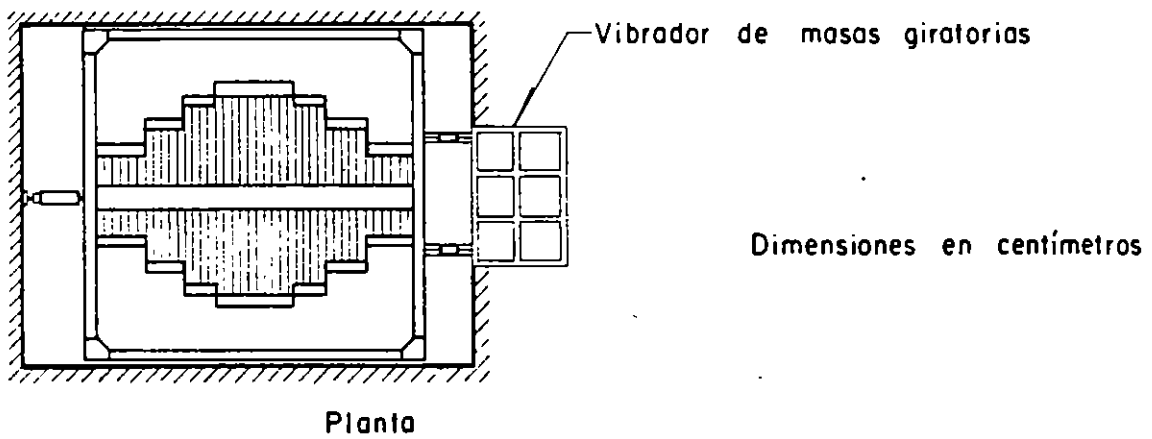 Vibrador de masas giratorias
Dimensiones en centímetros
Planta